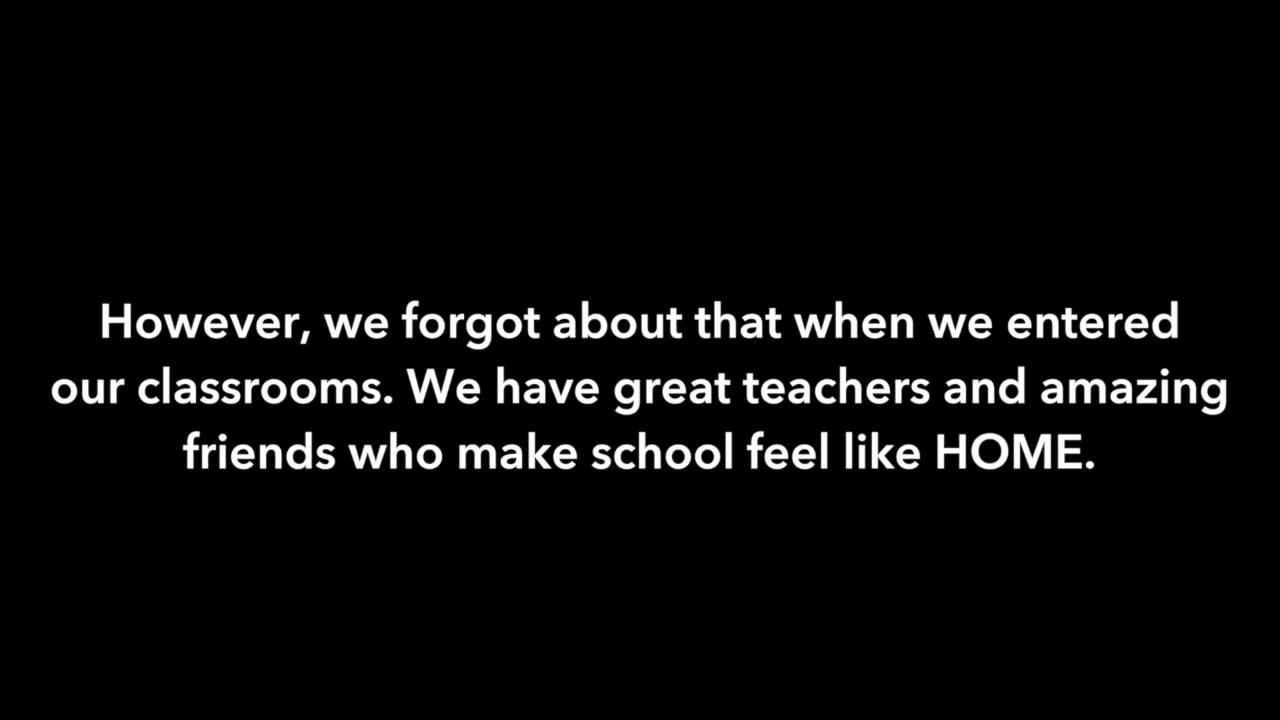 However, we forgot about that when we entered
our classrooms. We have great teachers and amazing
friends who make school feel like HOME.